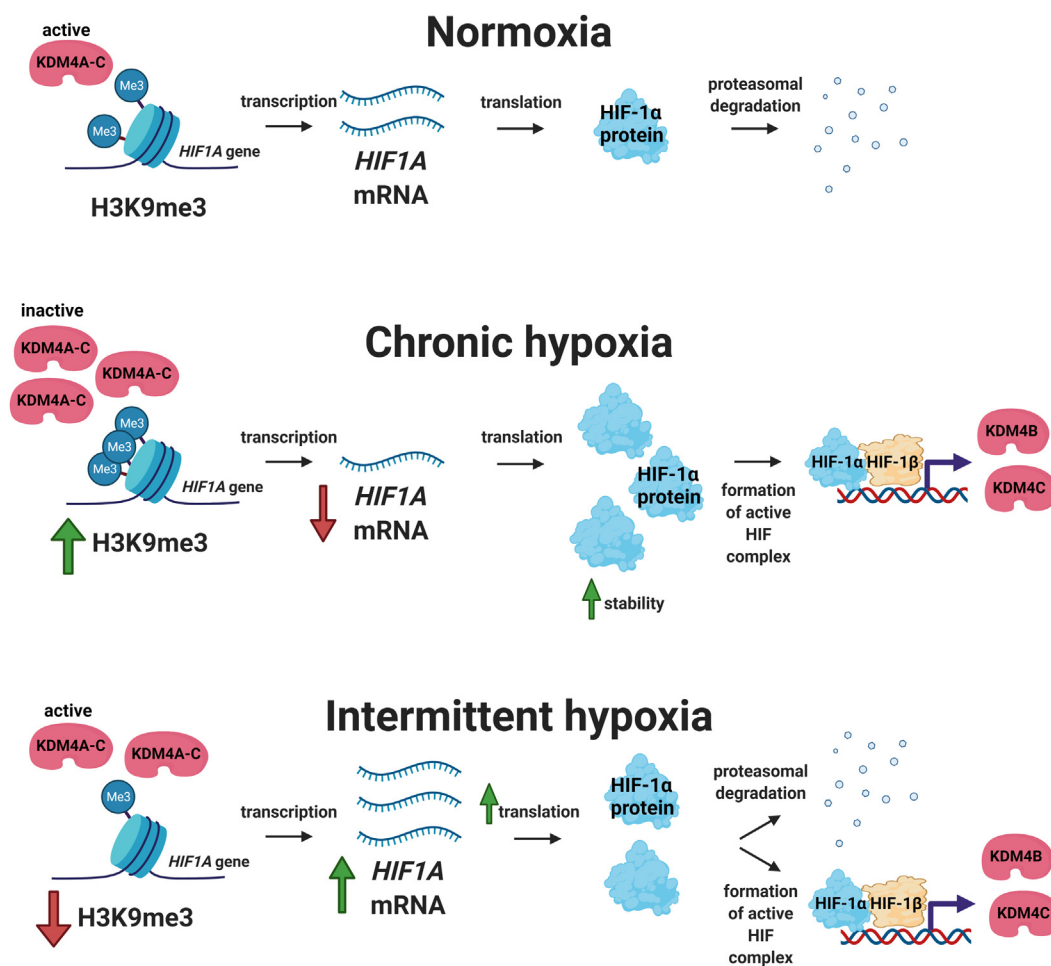 Normoxia
active
KDM4A-C
Me3
Me3
HIF1A gene
H3K9me3
transcription
HIF1A
mRNA
translation
HIF-1α
protein
proteasomal
degradation
Chronic hypoxia
inactive
KDM4A-C
KDM4A-C
KDM4A-C
Me3
Me3
Me3
HIF1A gene
H3K9me3
transcription
HIF1A
mRNA
translation
HIF-1α
protein
stability
formation
of active
HIF
complex
HIF-1α
HIF-1β
KDM4B
KDM4C
Intermittent hypoxia
active
KDM4A-C
KDM4A-C
Me3
HIF1A gene
H3K9me3
transcription
HIF1A
mRNA
translation
HIF-1α
protein
proteasomal
degradation
formation
of active
HIF
complex
HIF-1α
HIF-1β
KDM4B
KDM4C